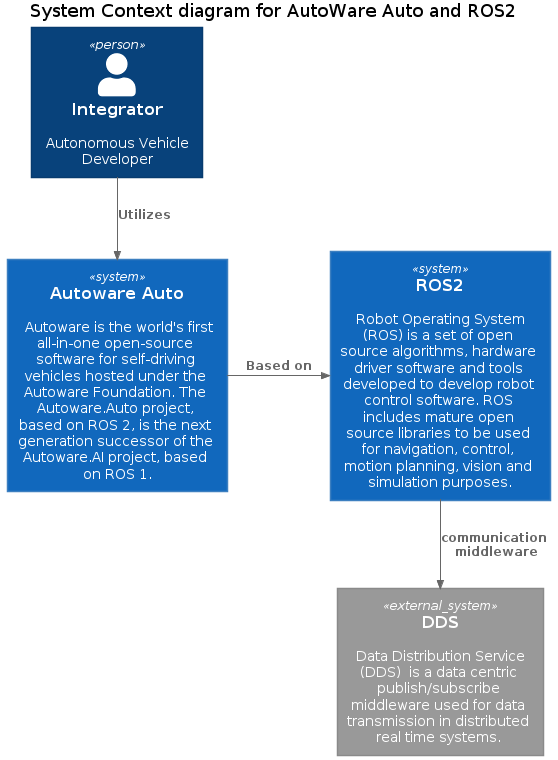 System Context diagram for AutoWare Auto and ROS2
«person»
Integrator
Autonomous Vehicle
Developer
Utilizes
«system»
Autoware Auto
Autoware is the world's first
all-in-one open-source
software for self-driving
vehicles hosted under the
Autoware Foundation. The
Autoware.Auto project,
based on ROS 2, is the next
generation successor of the
Autoware.AI project, based
on ROS 1.
Based on
«system»
ROS2
Robot Operating System
(ROS) is a set of open
source algorithms, hardware
driver software and tools
developed to develop robot
control software. ROS
includes mature open
source libraries to be used
for navigation, control,
motion planning, vision and
simulation purposes.
communication
middleware
«external_system»
DDS
Data Distribution Service
(DDS) is a data centric
publish/subscribe
middleware used for data
transmission in distributed
real time systems.